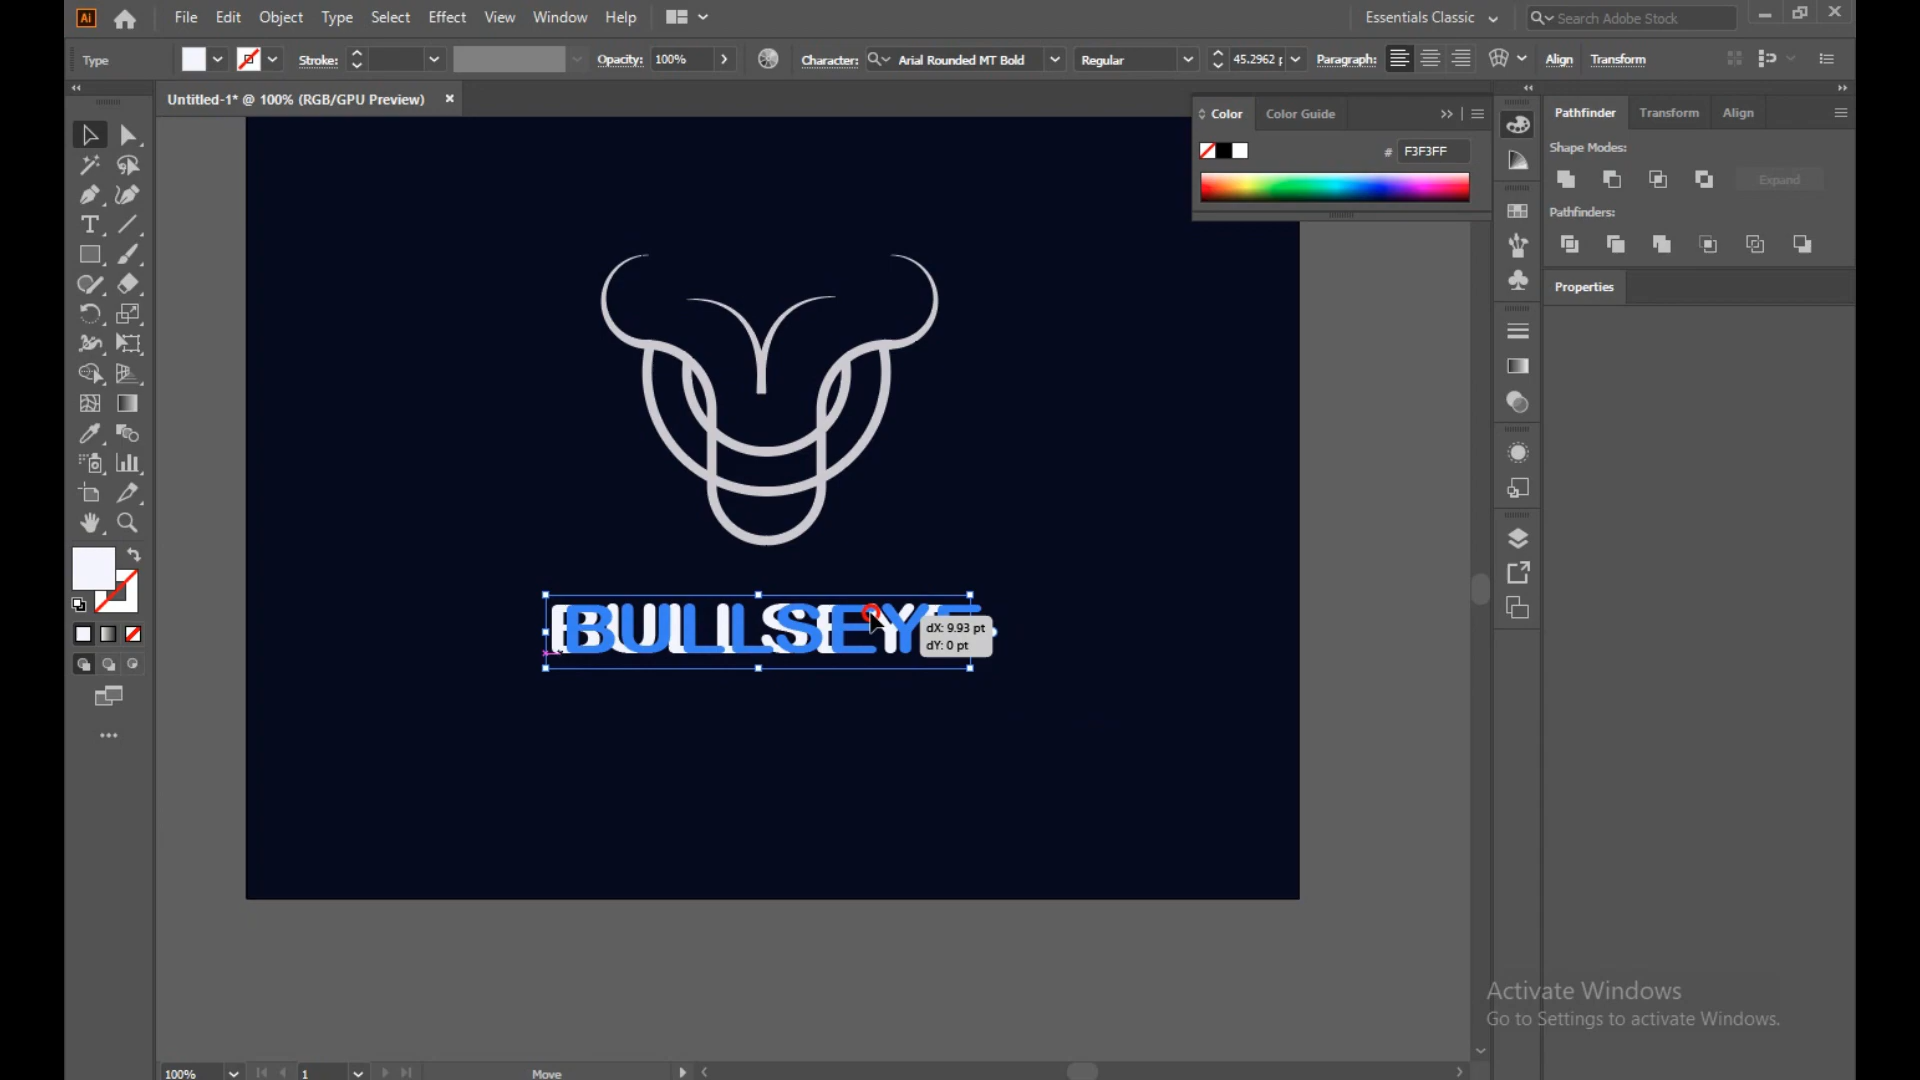 Ai File Edit Object Type Select Effect View Window Help Essentials Classic Search Adobe Stock
Type Stroke: Opacity: 100% Character: Arial Rounded MT Bold Regular 45.2962 Paragraph: Align Transform
Untitled-1* @ 100% (RGB/GPU Preview)
Color Color Guide
# F3F3FF
Pathfinder Transform Align
Shape Modes:
Expand
Pathfinders:
Properties
T
BULLSEYE
dX: 9.93 pt
dY: 0 pt
Activate Windows
Go to Settings to activate Windows.
100% 1 Move